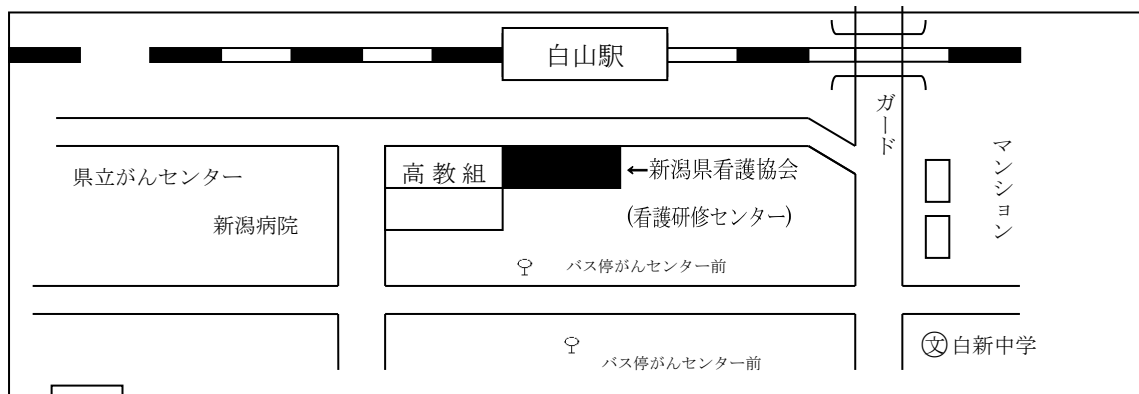 白山駅
ガード
マンション
高教組
←新潟県看護協会
県立がんセンター
新潟病院
(看護研修センター)
バス停がんセンター前
文
白新中学
バス停がんセンター前